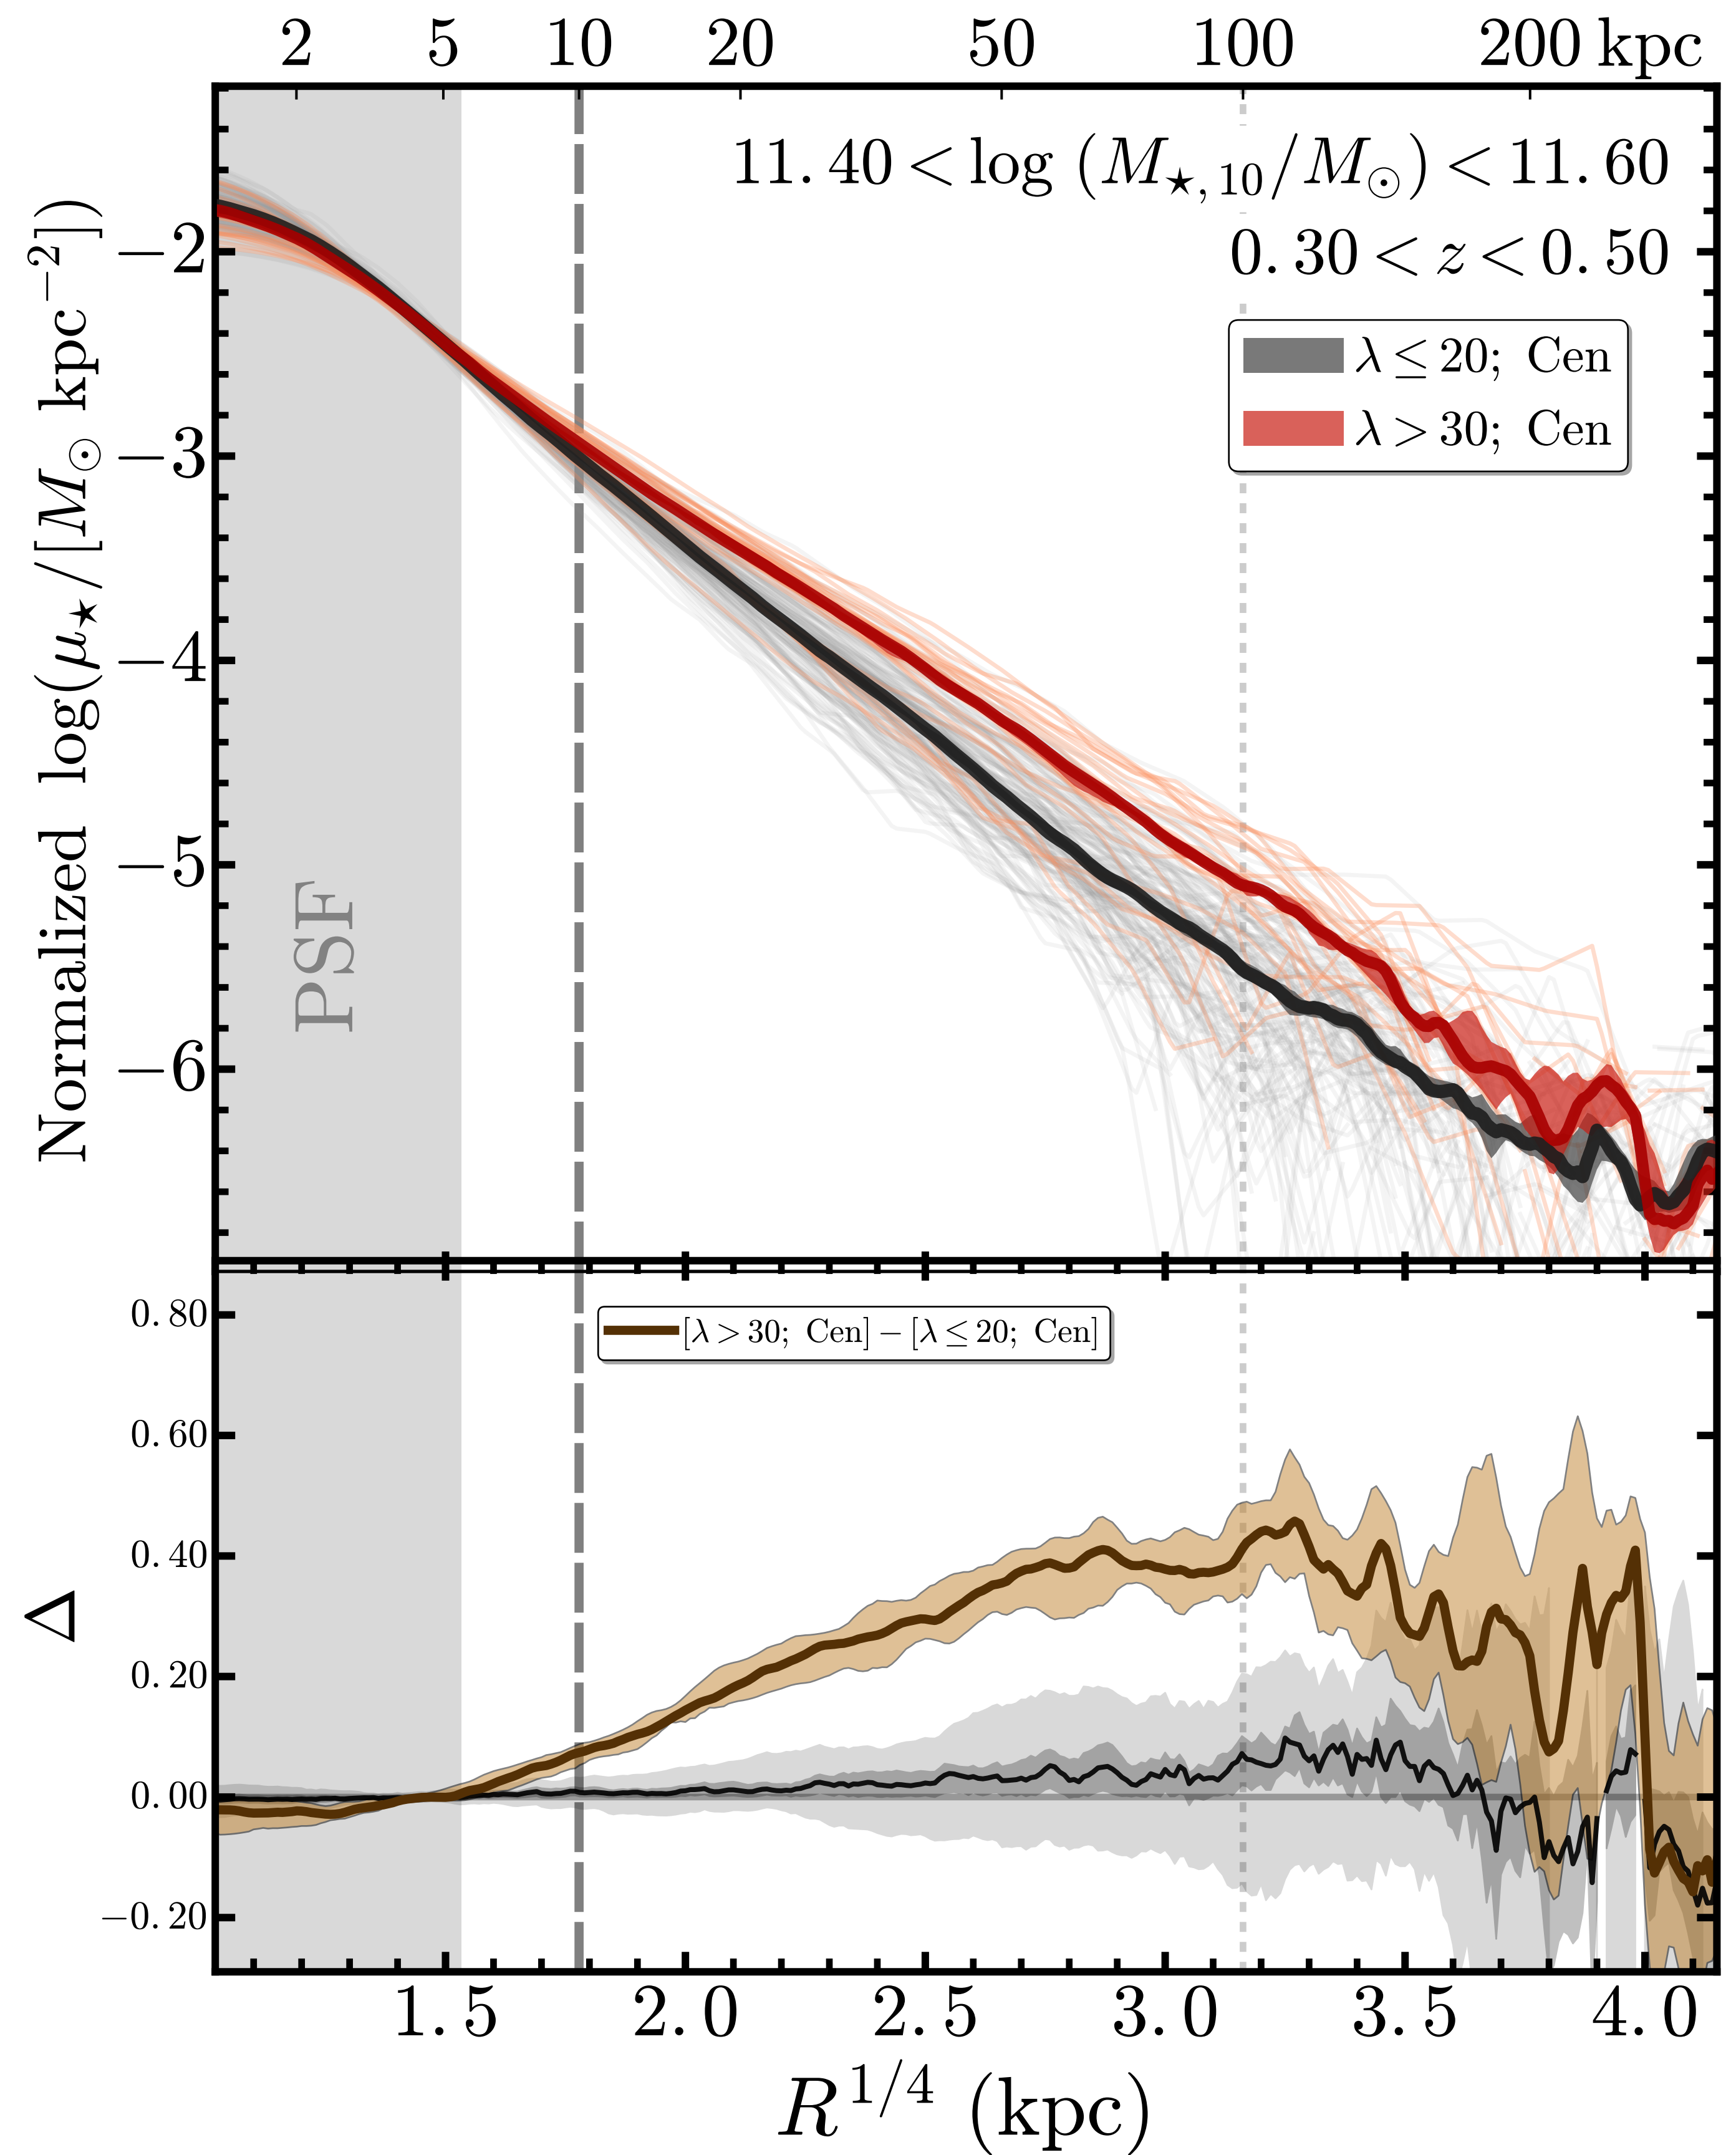 2 5 10 20 50 100 200 kpc
11.40 < log (M⋆,10/M⊙) < 11.60
0.30 < z < 0.50
λ ≤ 20; Cen
λ > 30; Cen
Normalized log(μ⋆/[M⊙ kpc−2])
−2
−3
−4
−5
−6
PSF
[λ > 30; Cen] − [λ ≤ 20; Cen]
Δ
0.80
0.60
0.40
0.20
0.00
−0.20
1.5 2.0 2.5 3.0 3.5 4.0
R1/4 (kpc)